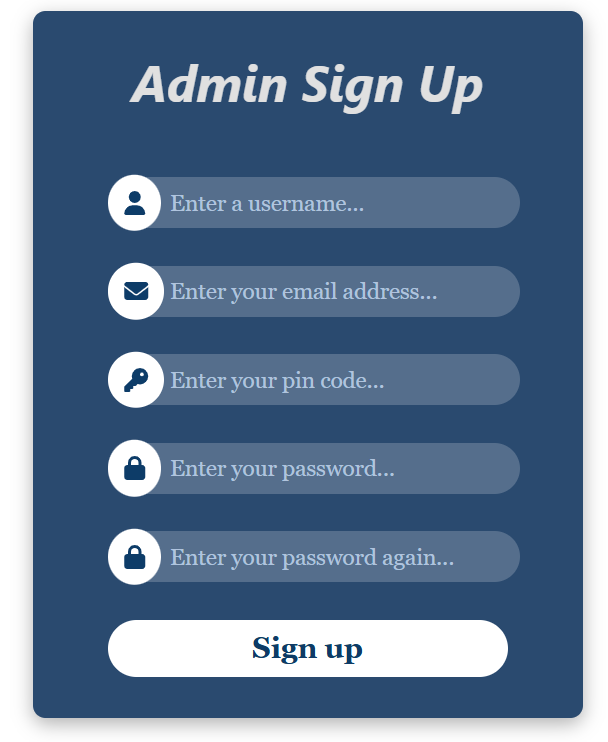 Admin Sign Up
Enter a username...
Enter your email address...
Enter your pin code...
Enter your password...
Enter your password again...
Sign up